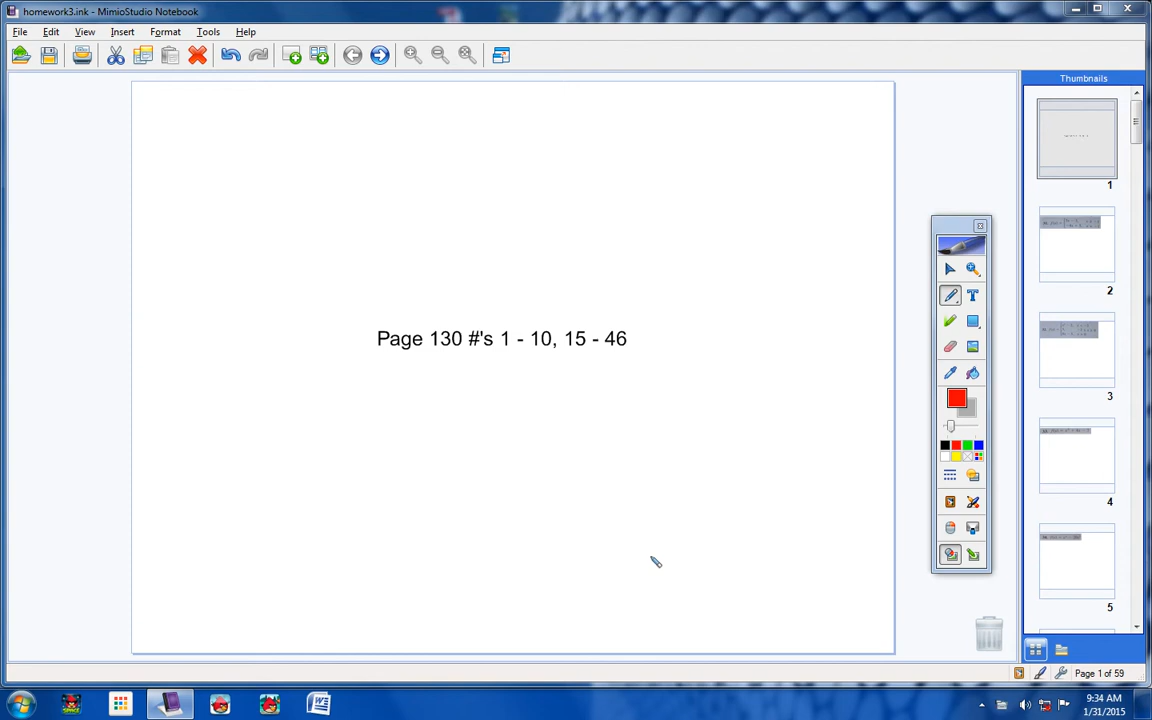 homework3.ink - MimioStudio Notebook
File Edit View Insert Format Tools Help
Thumbnails
1
2
3
4
5
Page 130 #'s 1 - 10, 15 - 46
T
Page 1 of 59
9:34 AM
1/31/2015